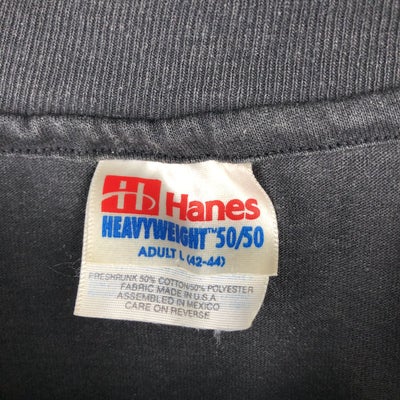 Hanes
HEAVYWEIGHT™ 50/50
ADULT L (42-44)
PRESHRUNK 50% COTTON/50% POLYESTER
FABRIC MADE IN U.S.A
ASSEMBLED IN MEXICO
CARE ON REVERSE